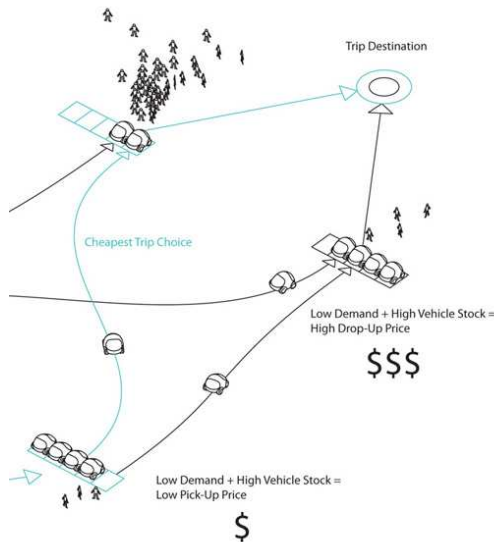 Trip Destination
Cheapest Trip Choice
Low Demand + High Vehicle Stock =
High Drop-Up Price
$$$
Low Demand + High Vehicle Stock =
Low Pick-Up Price
$